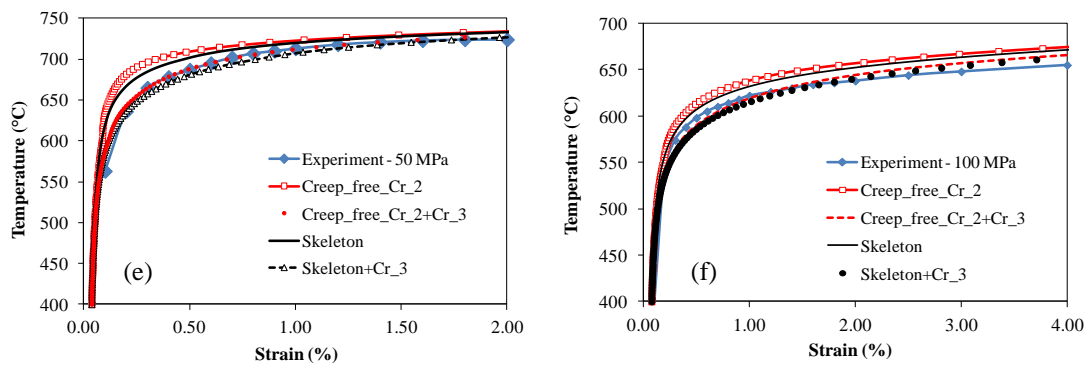 750
700
650
600
550
500
450
400
Temperature (°C)
Experiment - 50 MPa
Creep_free_Cr_2
Creep_free_Cr_2+Cr_3
Skeleton
Skeleton+Cr_3
(e)
0.00 0.50 1.00 1.50 2.00
Strain (%)
700
650
600
550
500
450
400
Temperature (°C)
Experiment - 100 MPa
Creep_free_Cr_2
Creep_free_Cr_2+Cr_3
Skeleton
Skeleton+Cr_3
(f)
0.00 1.00 2.00 3.00 4.00
Strain (%)